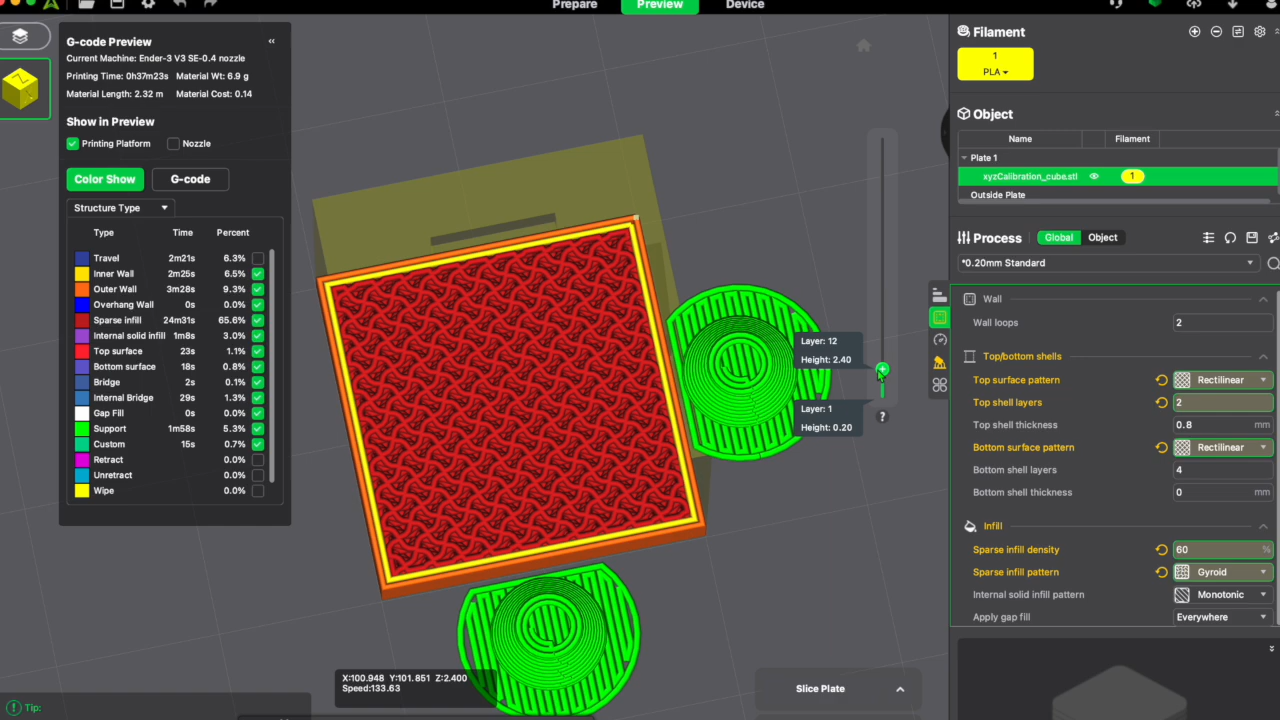 Prepare
Preview
Device
G-code Preview
«
Current Machine: Ender-3 V3 SE-0.4 nozzle
Printing Time: 0h37m23s Material Wt: 6.9 g
Material Length: 2.32 m Material Cost: 0.14
Show in Preview
Printing Platform
Nozzle
Color Show
G-code
Structure Type
Type Time Percent
Travel 2m21s 6.3%
Inner Wall 2m25s 6.5%
Outer Wall 3m28s 9.3%
Overhang Wall 0s 0.0%
Sparse infill 24m31s 65.6%
Internal solid infill 1m8s 3.0%
Top surface 23s 1.1%
Bottom surface 18s 0.8%
Bridge 2s 0.1%
Internal Bridge 29s 1.3%
Gap Fill 0s 0.0%
Support 1m58s 5.3%
Custom 15s 0.7%
Retract 0.0%
Unretract 0.0%
Wipe 0.0%
Layer: 12
Height: 2.40
Layer: 1
Height: 0.20
?
X:100.948 Y:101.851 Z:2.400
Speed:133.63
Slice Plate
! Tip:
Filament
1
PLA
Object
Name Filament
Plate 1
xyzCalibration_cube.stl 1
Outside Plate
Process Global Object
*0.20mm Standard
Wall
Wall loops 2
Top/bottom shells
Top surface pattern Rectilinear
Top shell layers 2
Top shell thickness 0.8 mm
Bottom surface pattern Rectilinear
Bottom shell layers 4
Bottom shell thickness 0 mm
Infill
Sparse infill density 60 %
Sparse infill pattern Gyroid
Internal solid infill pattern Monotonic
Apply gap fill Everywhere